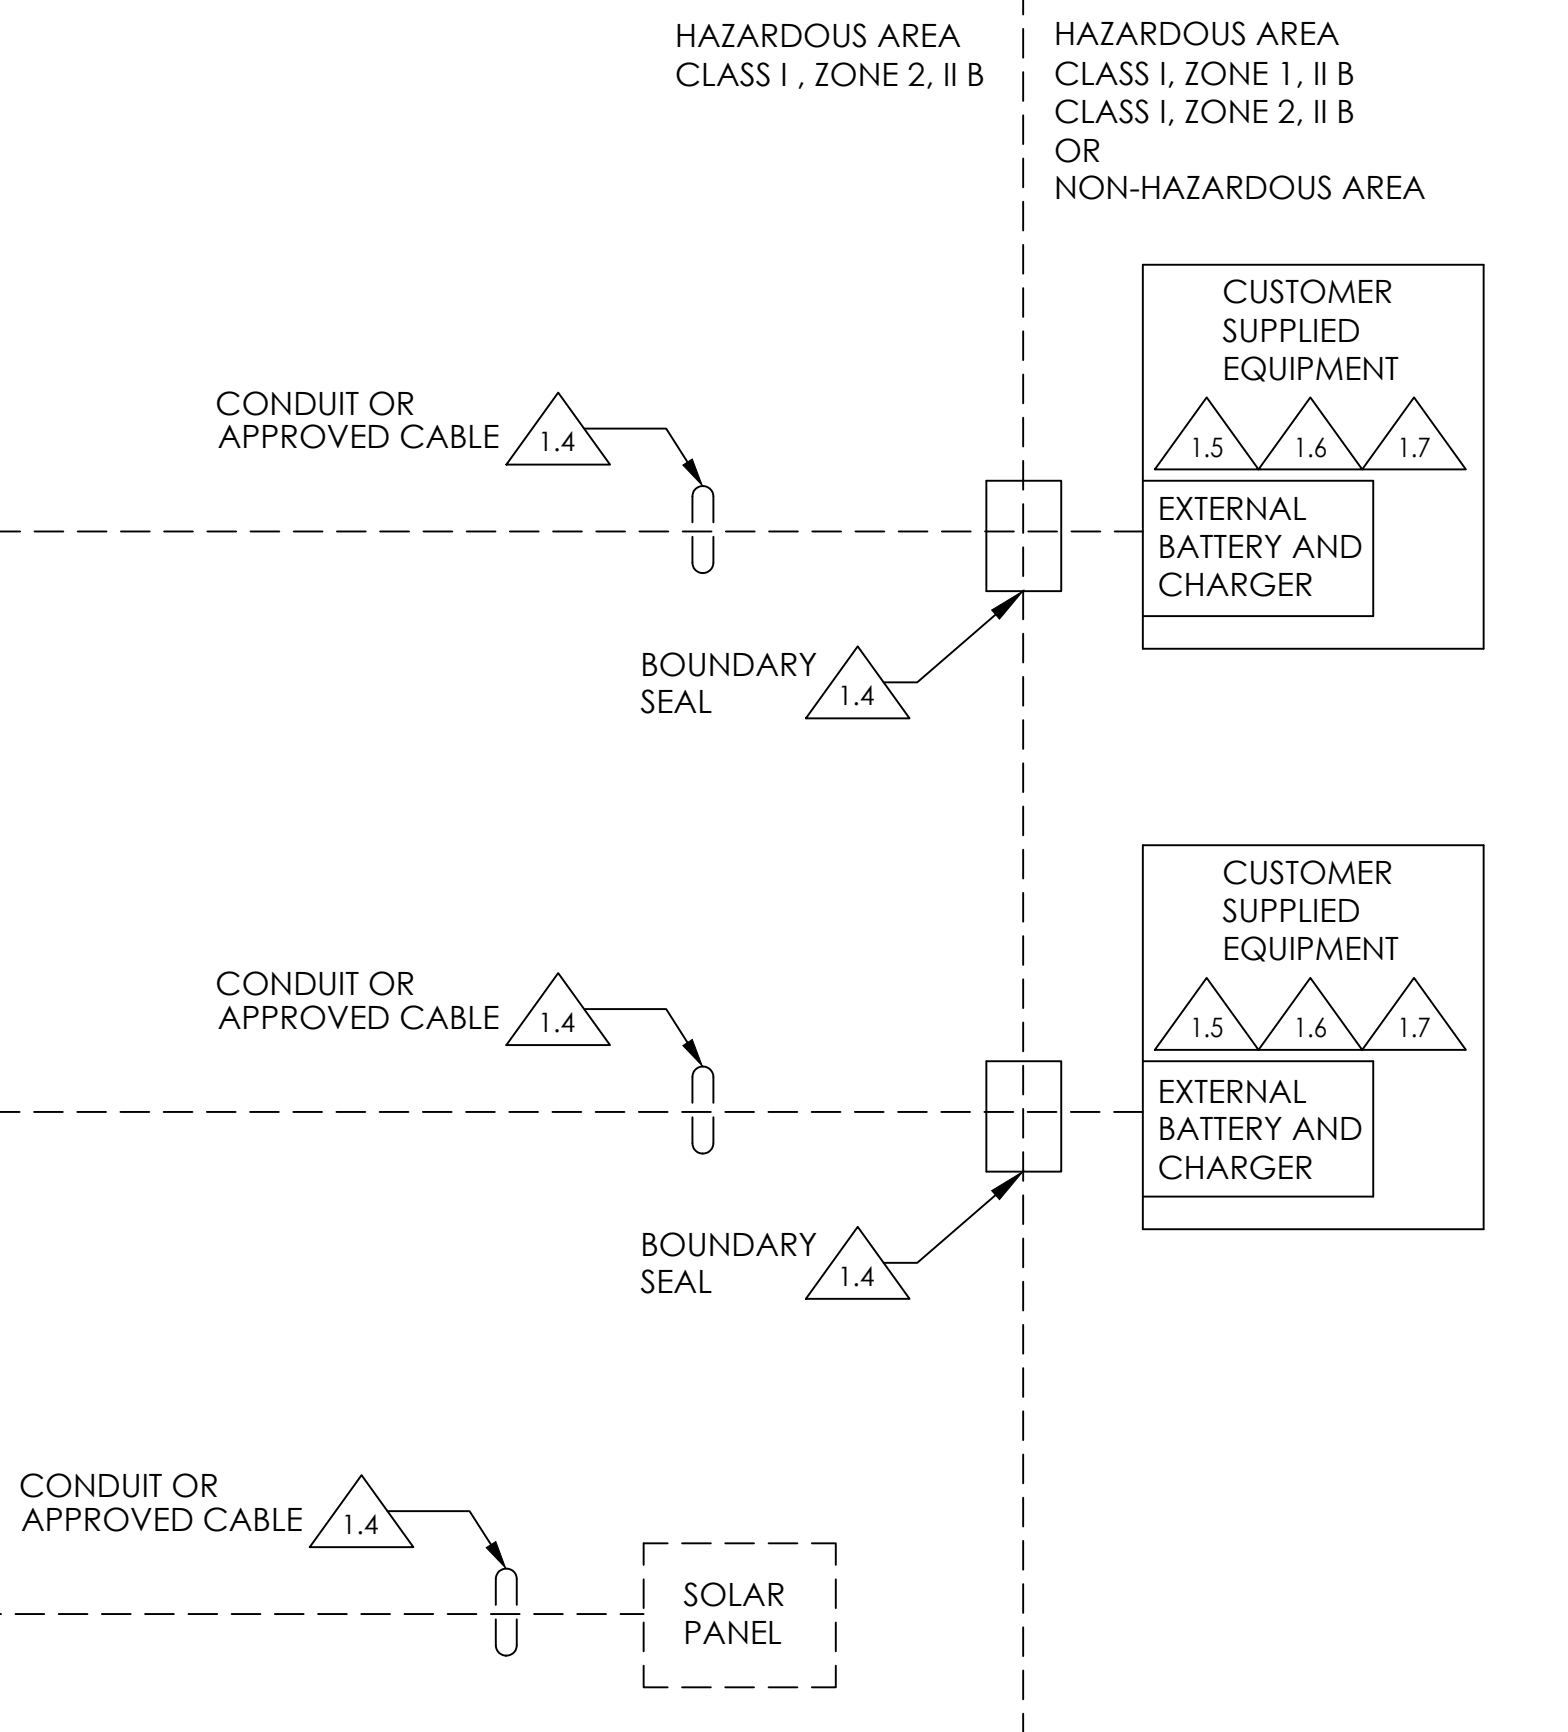 HAZARDOUS AREA
CLASS I , ZONE 2, II B
HAZARDOUS AREA
CLASS I, ZONE 1, II B
CLASS I, ZONE 2, II B
OR
NON-HAZARDOUS AREA
CUSTOMER
SUPPLIED
EQUIPMENT
1.5 1.6 1.7
CONDUIT OR
APPROVED CABLE 1.4
EXTERNAL
BATTERY AND
CHARGER
BOUNDARY
SEAL 1.4
CUSTOMER
SUPPLIED
EQUIPMENT
1.5 1.6 1.7
CONDUIT OR
APPROVED CABLE 1.4
EXTERNAL
BATTERY AND
CHARGER
BOUNDARY
SEAL 1.4
CONDUIT OR
APPROVED CABLE 1.4
SOLAR
PANEL